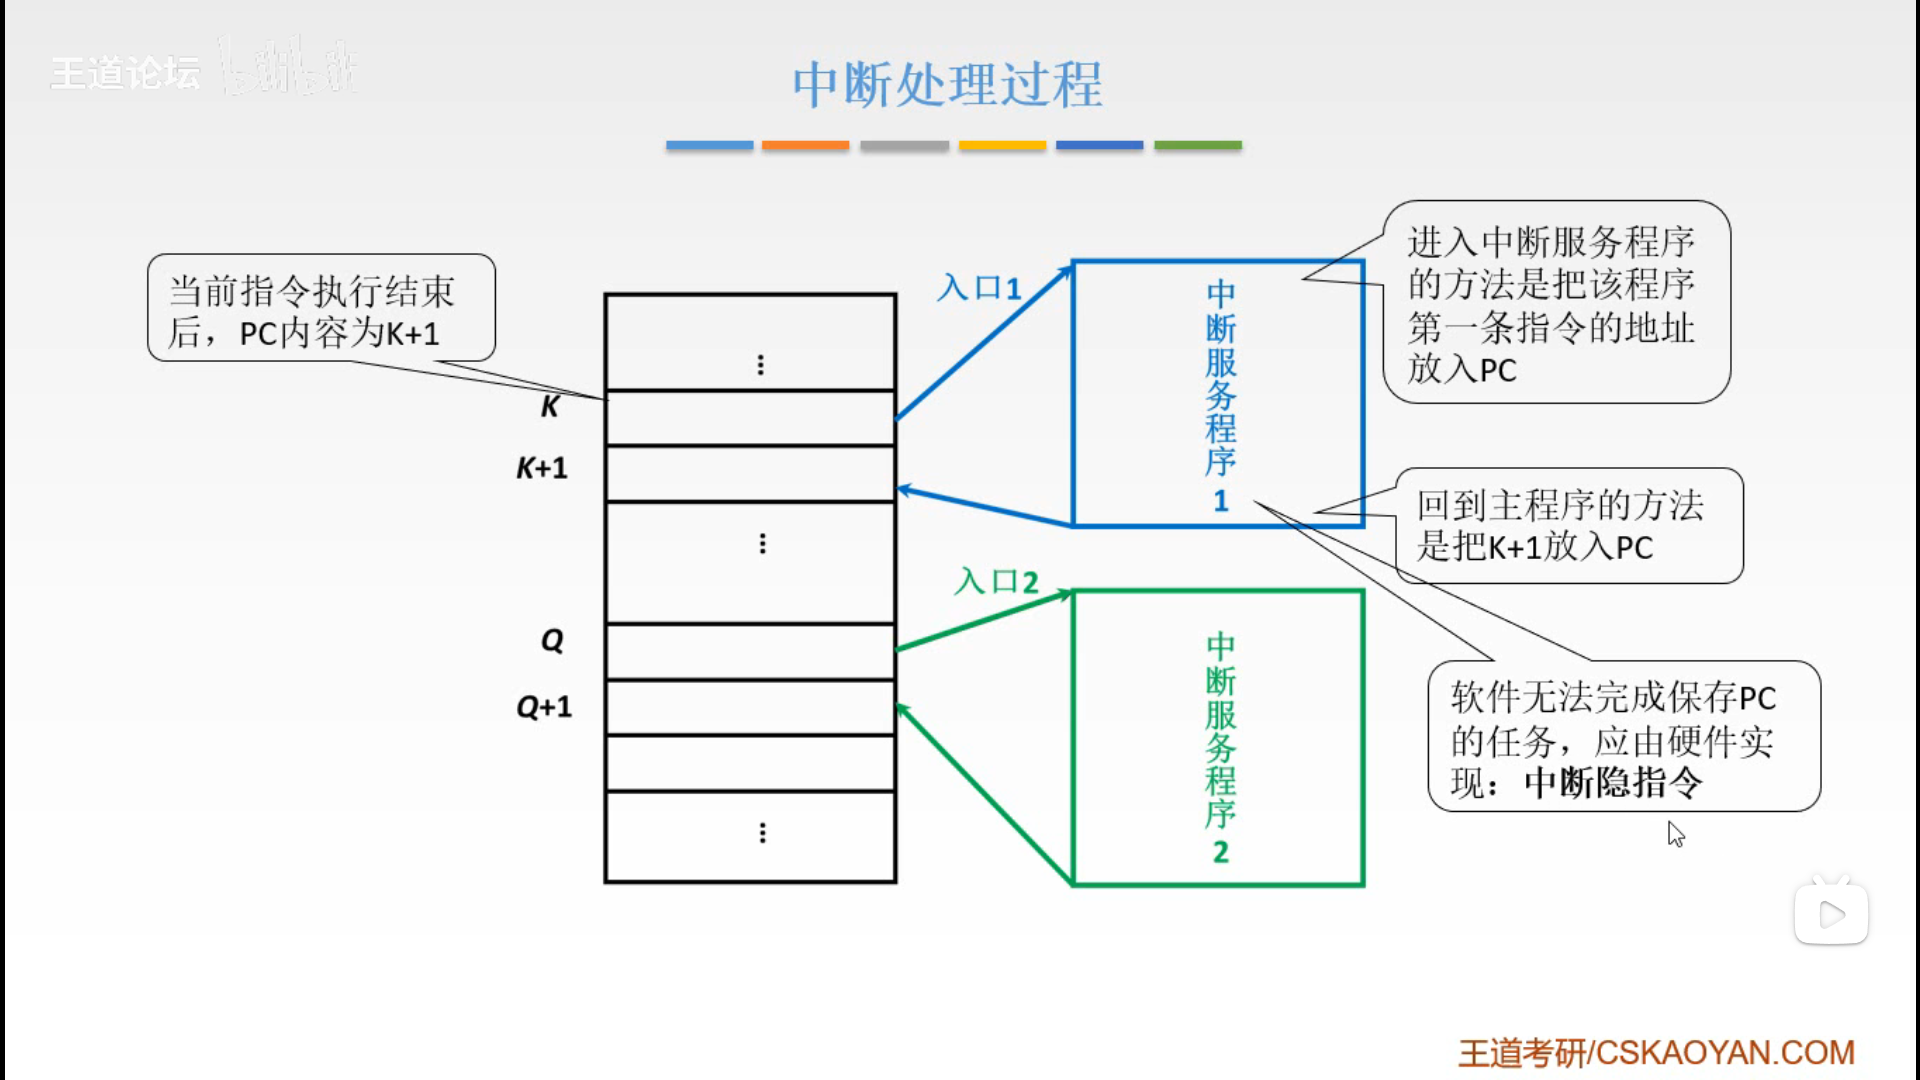 王道论坛 bilibili
中断处理过程
当前指令执行结束
后，PC内容为K+1
K
K+1
Q
Q+1
入口1
中断服务程序1
入口2
中断服务程序2
进入中断服务程序
的方法是把该程序
第一条指令的地址
放入PC
回到主程序的方法
是把K+1放入PC
软件无法完成保存PC
的任务，应由硬件实
现：中断隐指令
王道考研/CSKAOYAN.COM